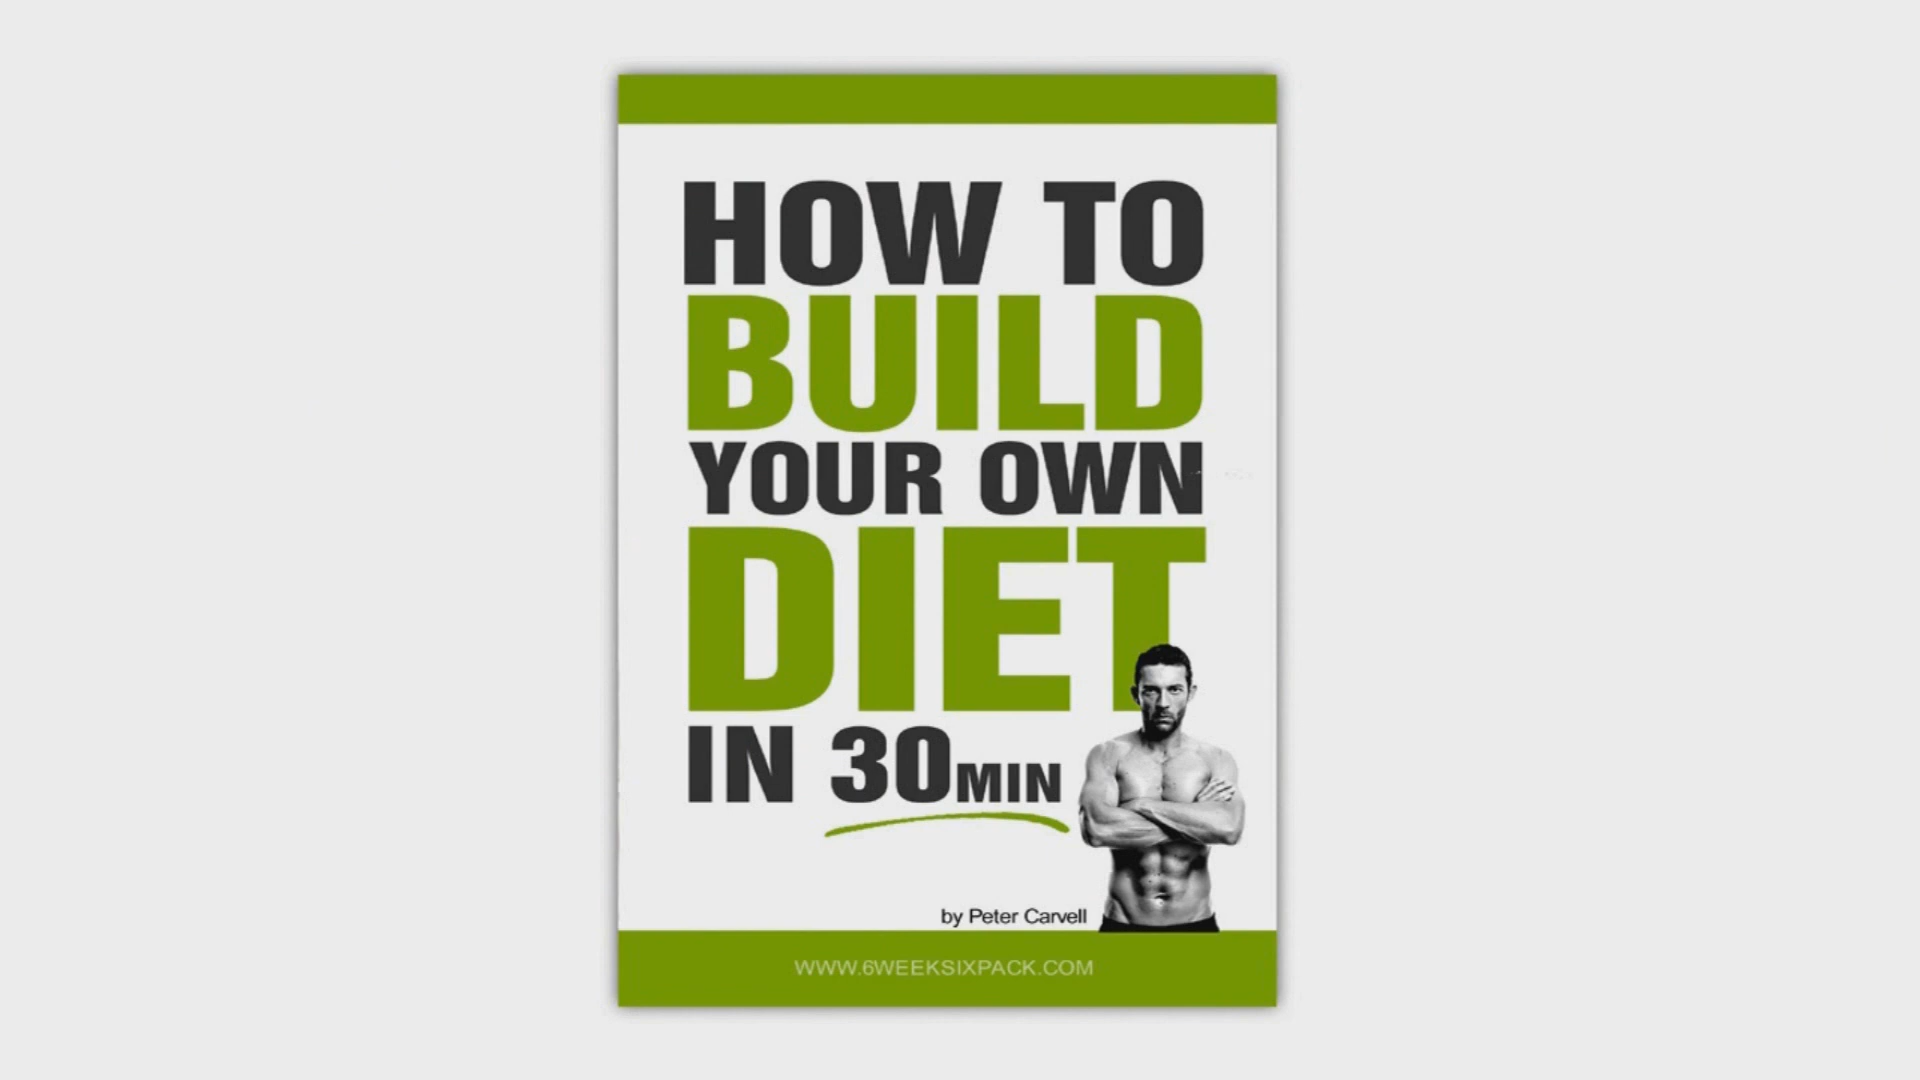 HOW TO
BUILD
YOUR OWN
DIET
IN 30MIN
by Peter Carvell
WWW.6WEEKSIXPACK.COM